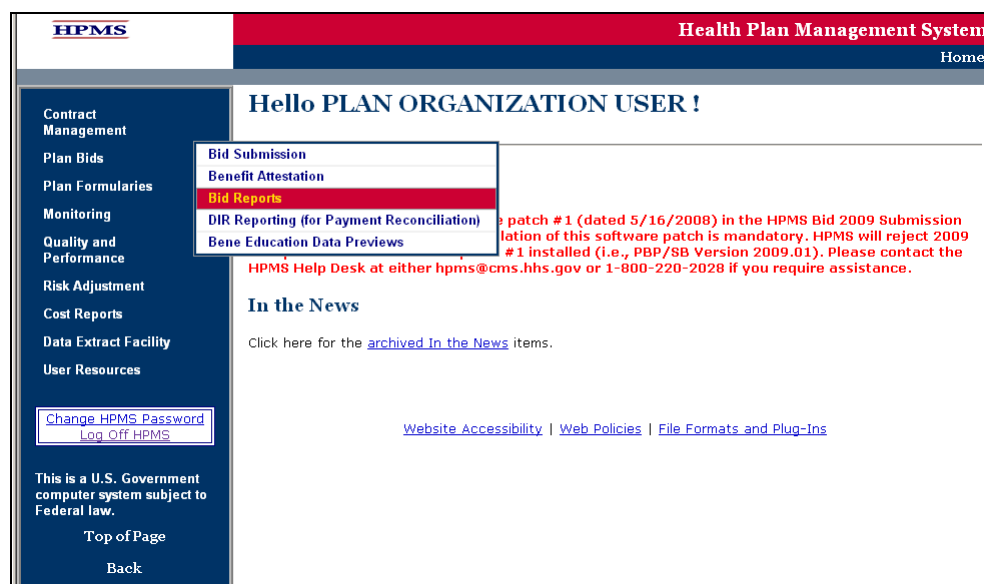 HPMS
Health Plan Management System
Home
Hello PLAN ORGANIZATION USER !
Contract
Management
Plan Bids
Plan Formularies
Monitoring
Quality and
Performance
Risk Adjustment
Cost Reports
Data Extract Facility
User Resources
Bid Submission
Benefit Attestation
Bid Reports
DIR Reporting (for Payment Reconciliation)
Bene Education Data Previews
patch #1 (dated 5/16/2008) in the HPMS Bid 2009 Submission
lation of this software patch is mandatory. HPMS will reject 2009
#1 installed (i.e., PBP/SB Version 2009.01). Please contact the
HPMS Help Desk at either hpms@cms.hhs.gov or 1-800-220-2028 if you require assistance.
In the News
Click here for the archived In the News items.
Change HPMS Password
Log Off HPMS
Website Accessibility | Web Policies | File Formats and Plug-Ins
This is a U.S. Government
computer system subject to
Federal law.
Top of Page
Back